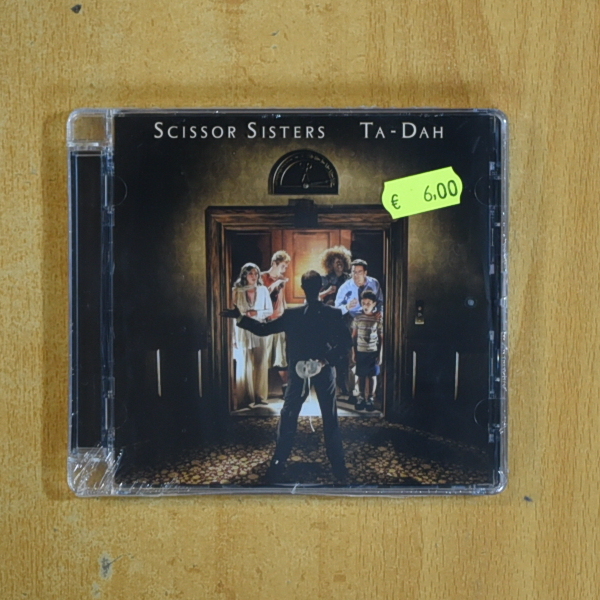 SCISSOR SISTERS TA-DAH
€ 6,00